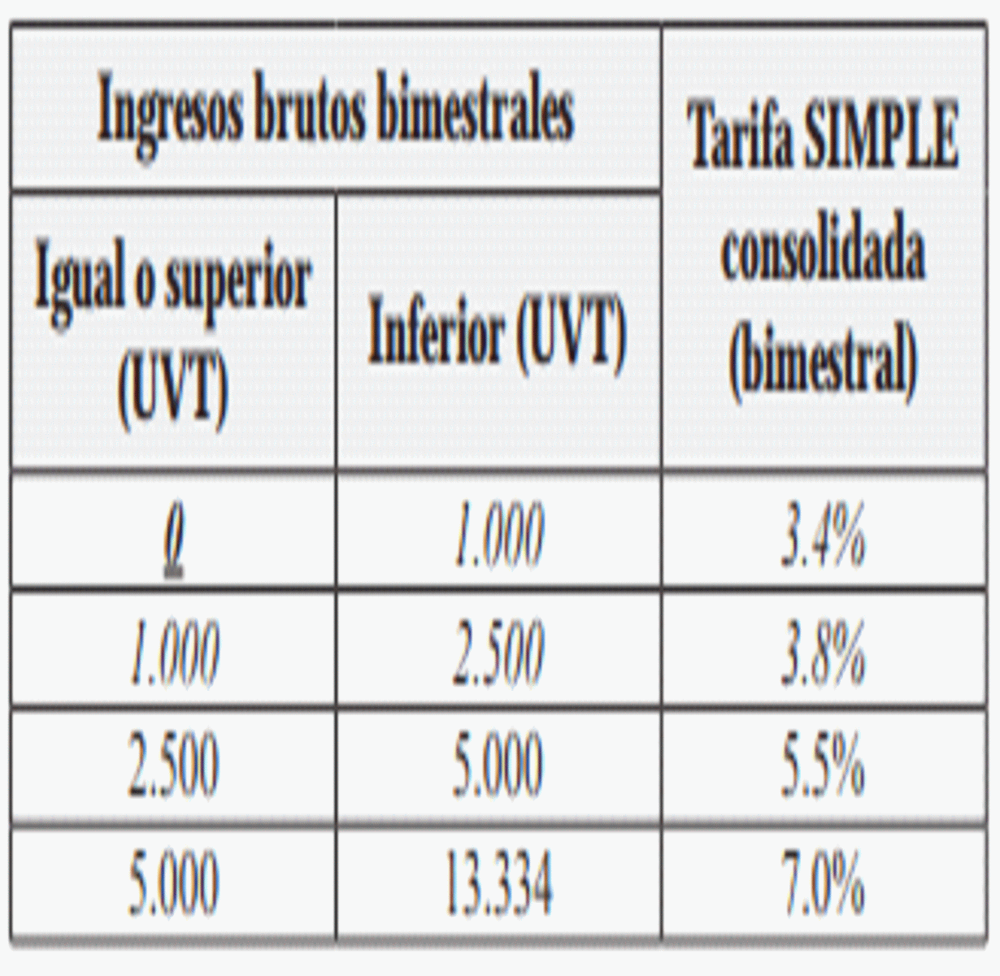 Ingresos brutos bimestrales
Tarifa SIMPLE
consolidada
(bimestral)
Igual o superior
(UVT)
Inferior (UVT)
0 1.000 3.4%
1.000 2.500 3.8%
2.500 5.000 5.5%
5.000 13.334 7.0%